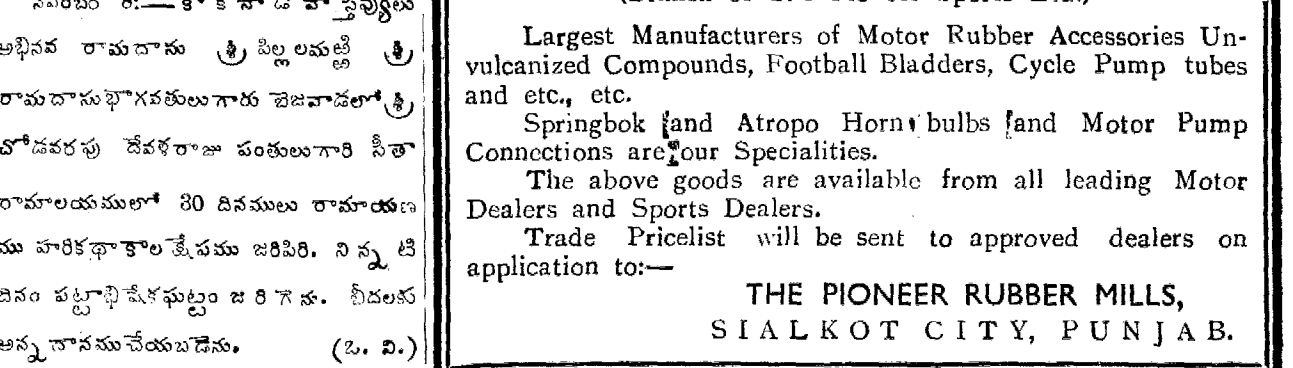 అభినవ రామదాసు శ్రీ పిల్లలమఱ్ఱి శ్రీ
రామదాసుభాగవతులుగారు బెజవాడలో శ్రీ
చోడవరపు దేవళరాజు పంతులుగారి సీతా
రామాలయములో 30 దినములు రామాయణ
ము హరికథాకాలక్షేపము జరిపిరి. నిన్నటి
దినం పట్టాభిషేకఘట్టం జరిగెను. బీదలకు
అన్నదానముచేయబడెను. (ఒ. వి.)
Largest Manufacturers of Motor Rubber Accessories Un-
vulcanized Compounds, Football Bladders, Cycle Pump tubes
and etc., etc.
Springbok and Atropo Horn bulbs and Motor Pump
Connections are our Specialities.
The above goods are available from all leading Motor
Dealers and Sports Dealers.
Trade Pricelist will be sent to approved dealers on
application to:—
THE PIONEER RUBBER MILLS,
SIALKOT CITY, PUNJAB.